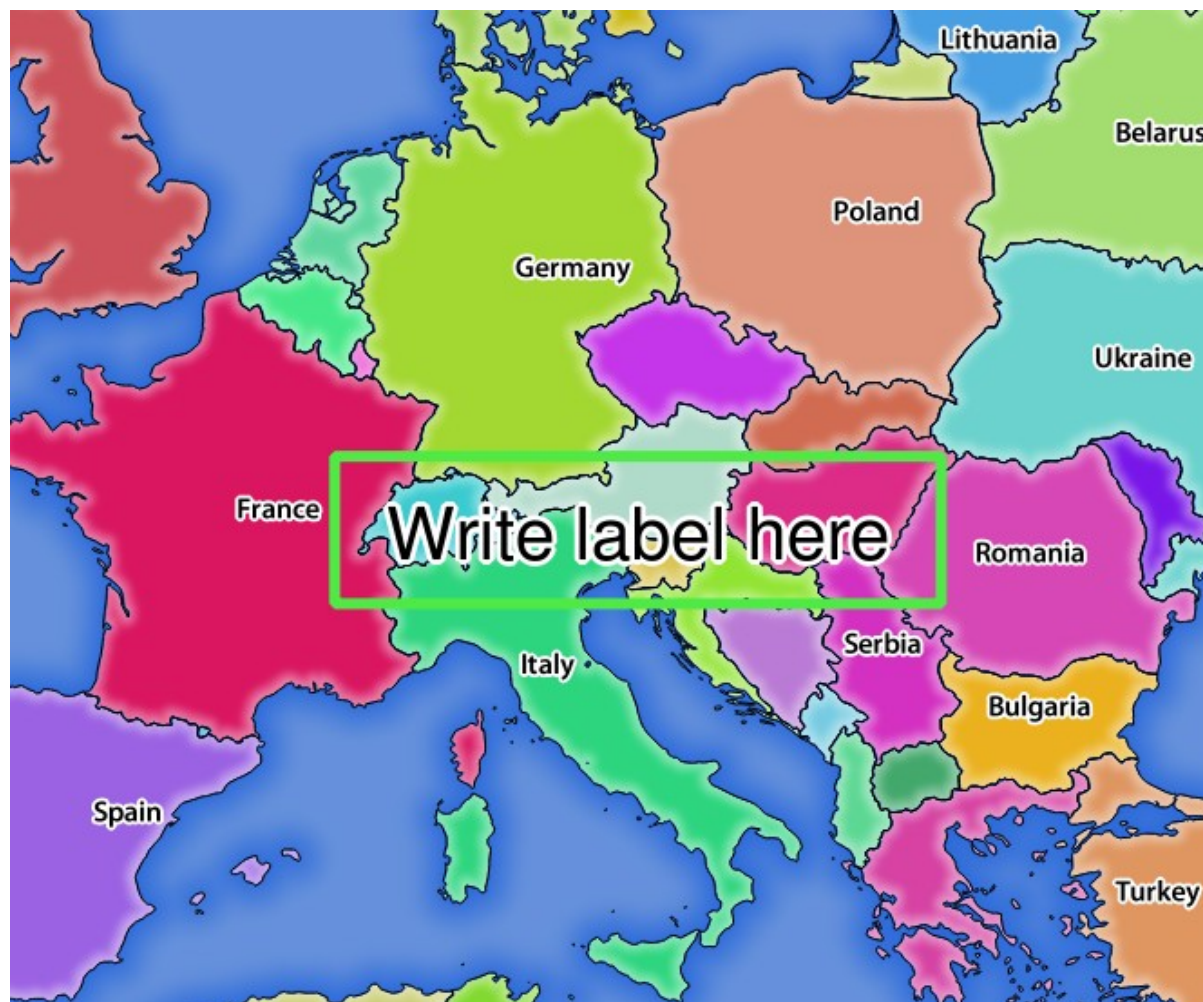 Lithuania
Belarus
Poland
Germany
Ukraine
France
Write label here
Romania
Serbia
Italy
Bulgaria
Spain
Turkey